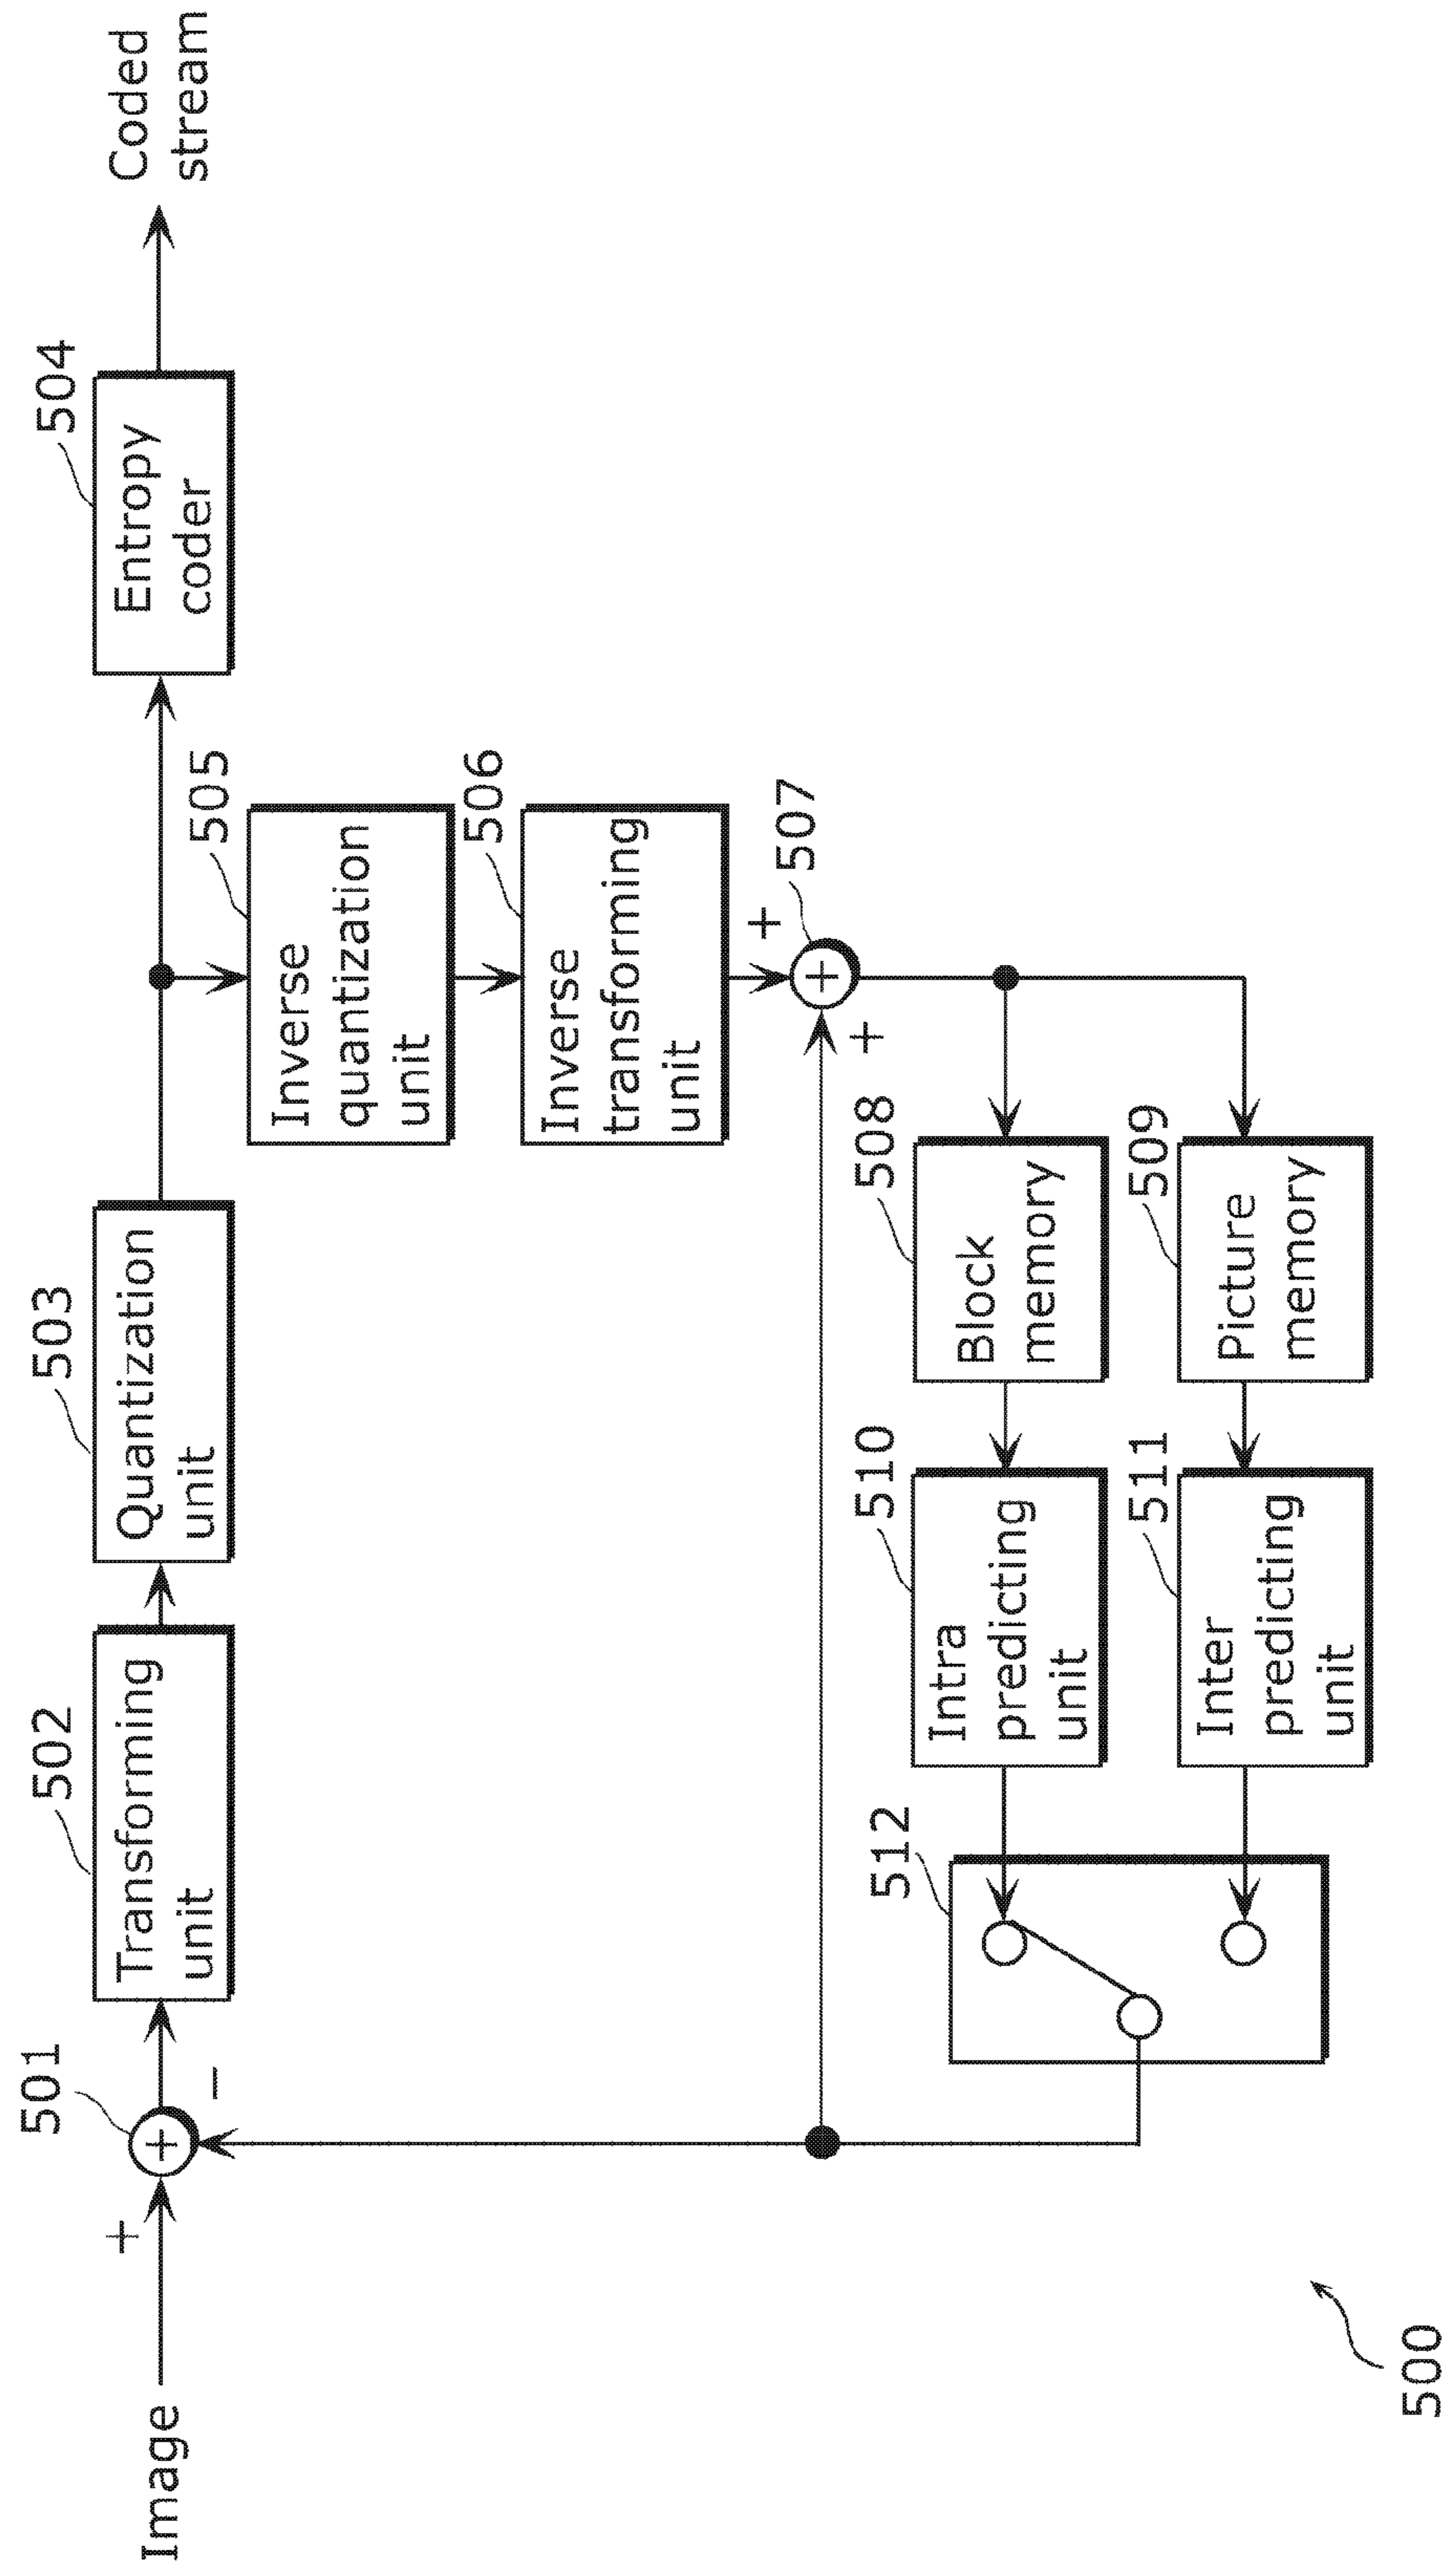 501
502
503
504
Image
+
+
−
Transforming
unit
Quantization
unit
Entropy
coder
Coded
stream
505
Inverse
quantization
unit
506
Inverse
transforming
unit
+
507
+
+
512
510
508
Intra
predicting
unit
Block
memory
511
509
Inter
predicting
unit
Picture
memory
500